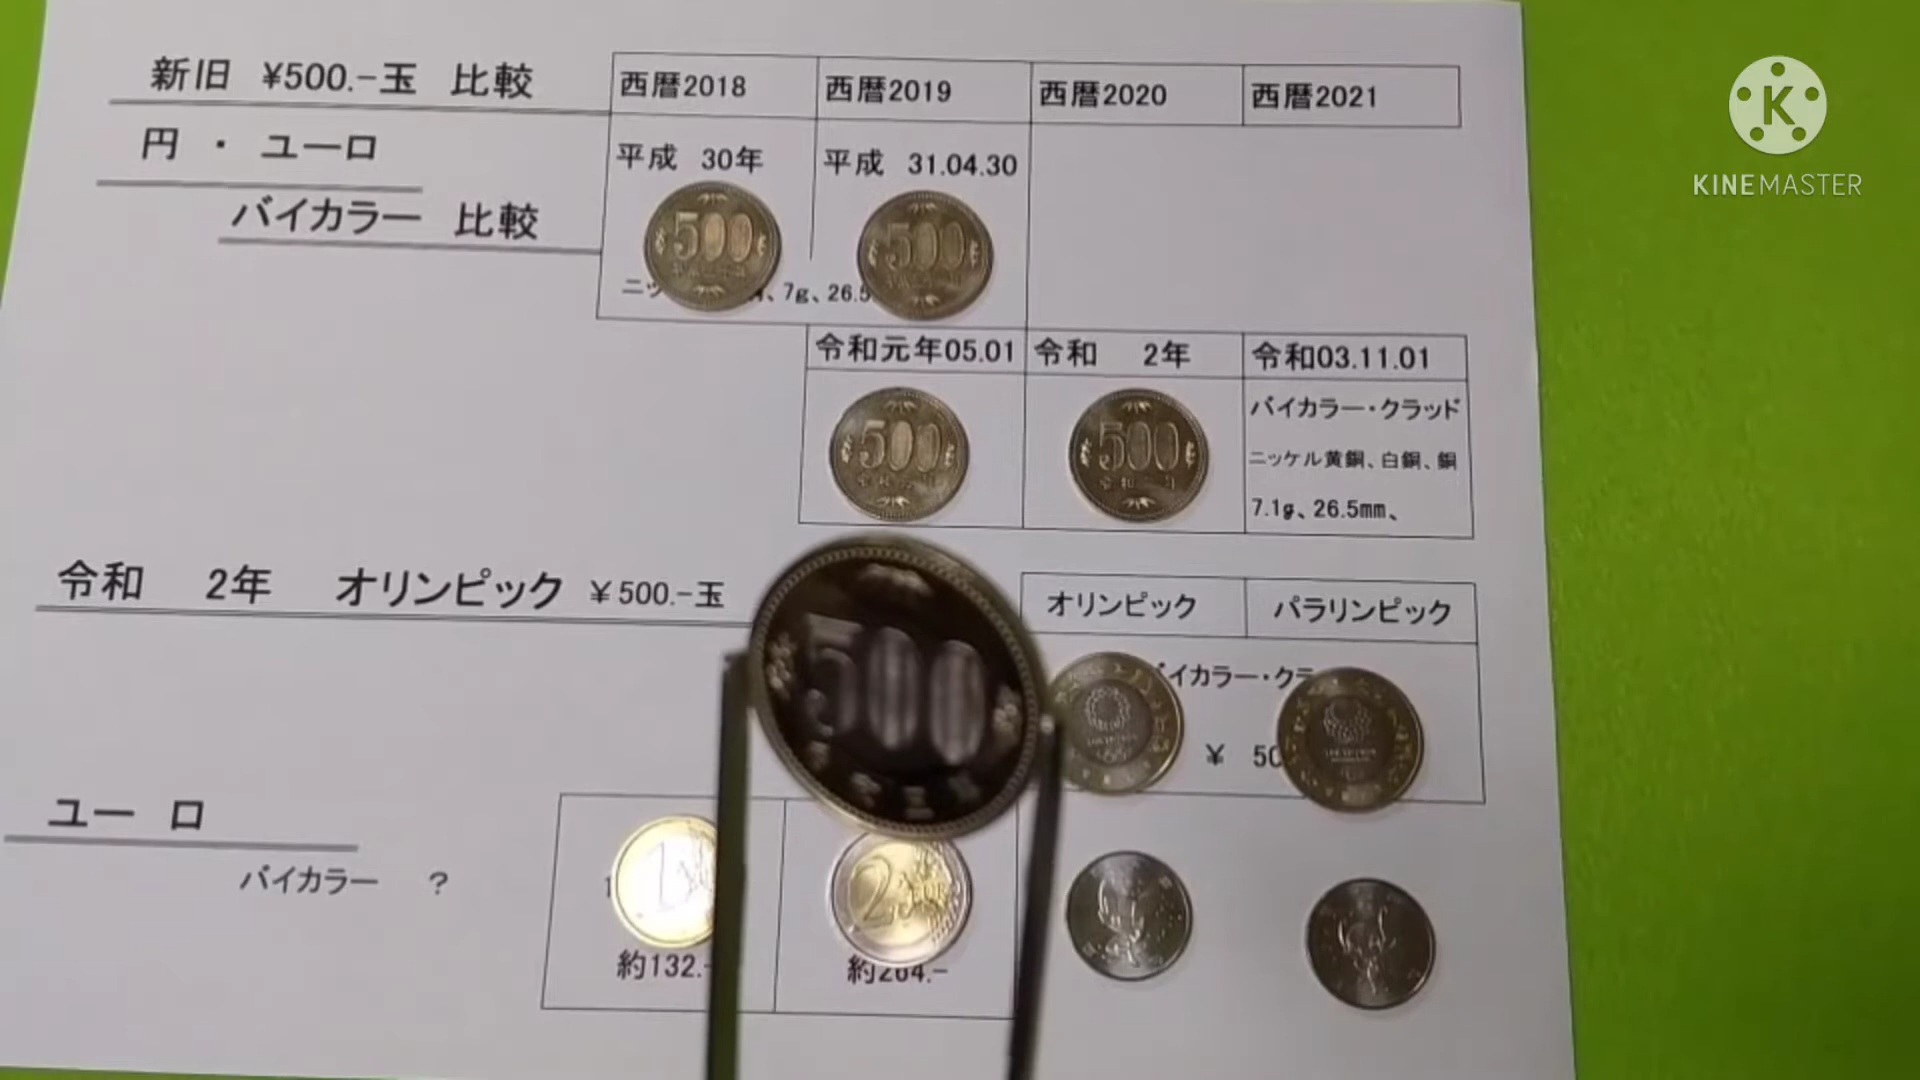 新旧 ¥500.-玉 比較
西暦2018 西暦2019 西暦2020 西暦2021
円 ・ ユーロ
平成 30年 平成 31.04.30
バイカラー 比較
500 500
7g、26.5
令和元年05.01 令和 2年 令和03.11.01
バイカラー・クラッド
500 500
ニッケル黄銅、白銅、銅
7.1g、26.5mm、
令和 2年 オリンピック ¥500.-玉
オリンピック パラリンピック
500
イカラー・クラ
¥ 50
ユーロ
バイカラー ?
1 2
約132.- 約264.-
KINEMASTER